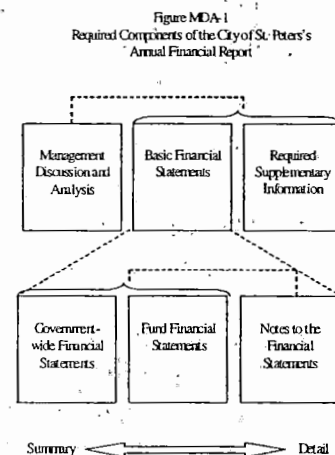 Figure MDA-1
Required Components of the City of St. Peters's
Annual Financial Report
Management
Discussion and
Analysis
Basic Financial
Statements
Required
Supplementary
Information
Government-
wide Financial
Statements
Fund Financial
Statements
Notes to the
Financial
Statements
Summary
Detail